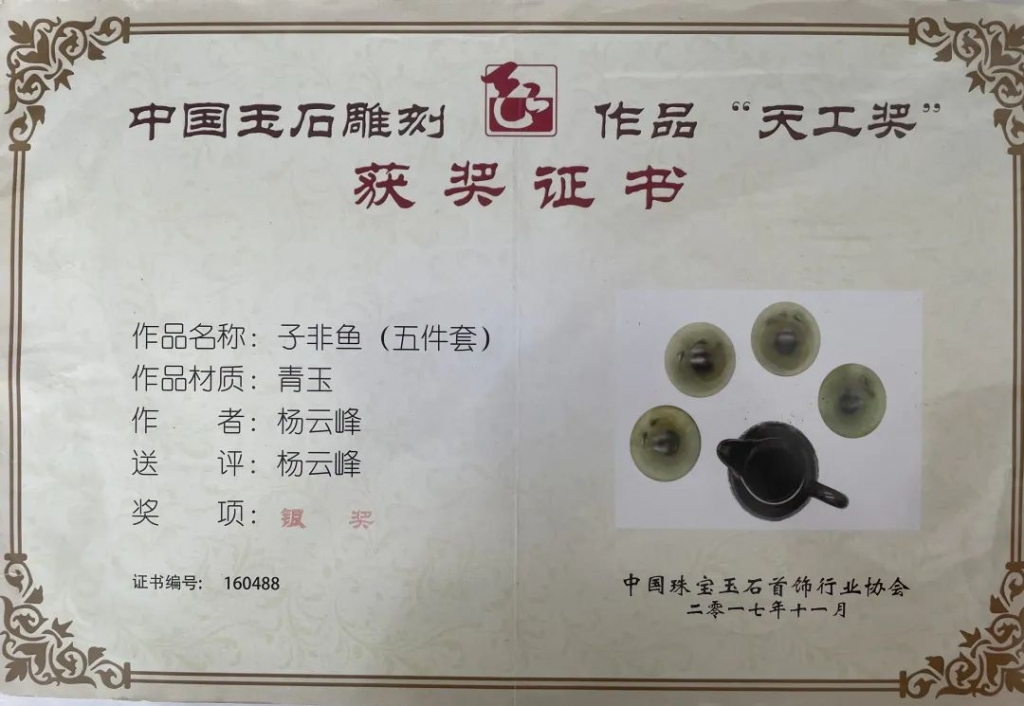 中国玉石雕刻 作品“天工奖”
获奖证书
作品名称：子非鱼（五件套）
作品材质：青玉
作 者：杨云峰
送 评：杨云峰
奖 项：银 奖
证书编号： 160488
中国珠宝玉石首饰行业协会
二零一七年十一月